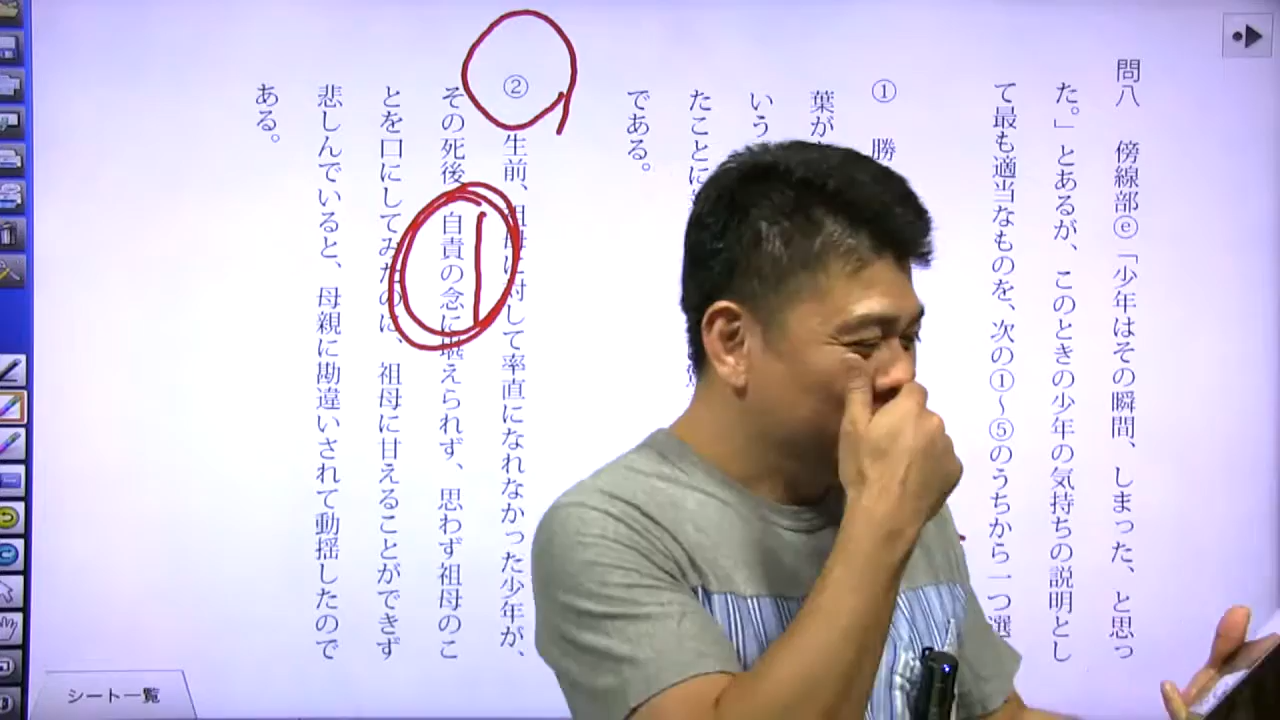 問八 傍線部ⓔ「少年はその瞬間、しまった、と思っ
た。」とあるが、このときの少年の気持ちの説明とし
て最も適当なものを、次の①〜⑤のうちから一つ選
① 勝
葉が
いう
たことに
である。
② 生前、祖母に対して率直になれなかった少年が、
その死後、自責の念に堪えられず、思わず祖母のこ
とを口にしてみたのに、祖母に甘えることができず
悲しんでいると、母親に勘違いされて動揺したので
ある。
シート一覧